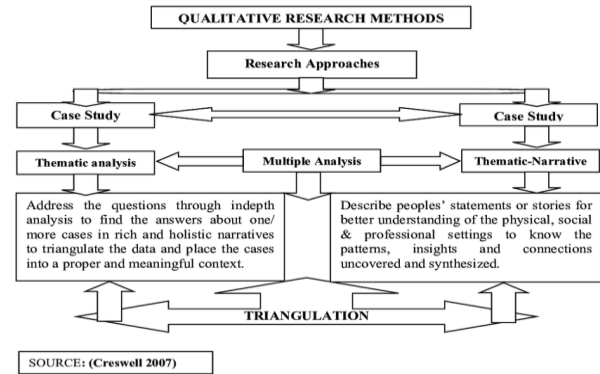 QUALITATIVE RESEARCH METHODS
Research Approaches
Case Study
Case Study
Thematic analysis
Multiple Analysis
Thematic-Narrative
Address the questions through indepth
analysis to find the answers about one/
more cases in rich and holistic narratives
to triangulate the data and place the cases
into a proper and meaningful context.
Describe peoples' statements or stories for
better understanding of the physical, social
& professional settings to know the
patterns, insights and connections
uncovered and synthesized.
TRIANGULATION
SOURCE: (Creswell 2007)